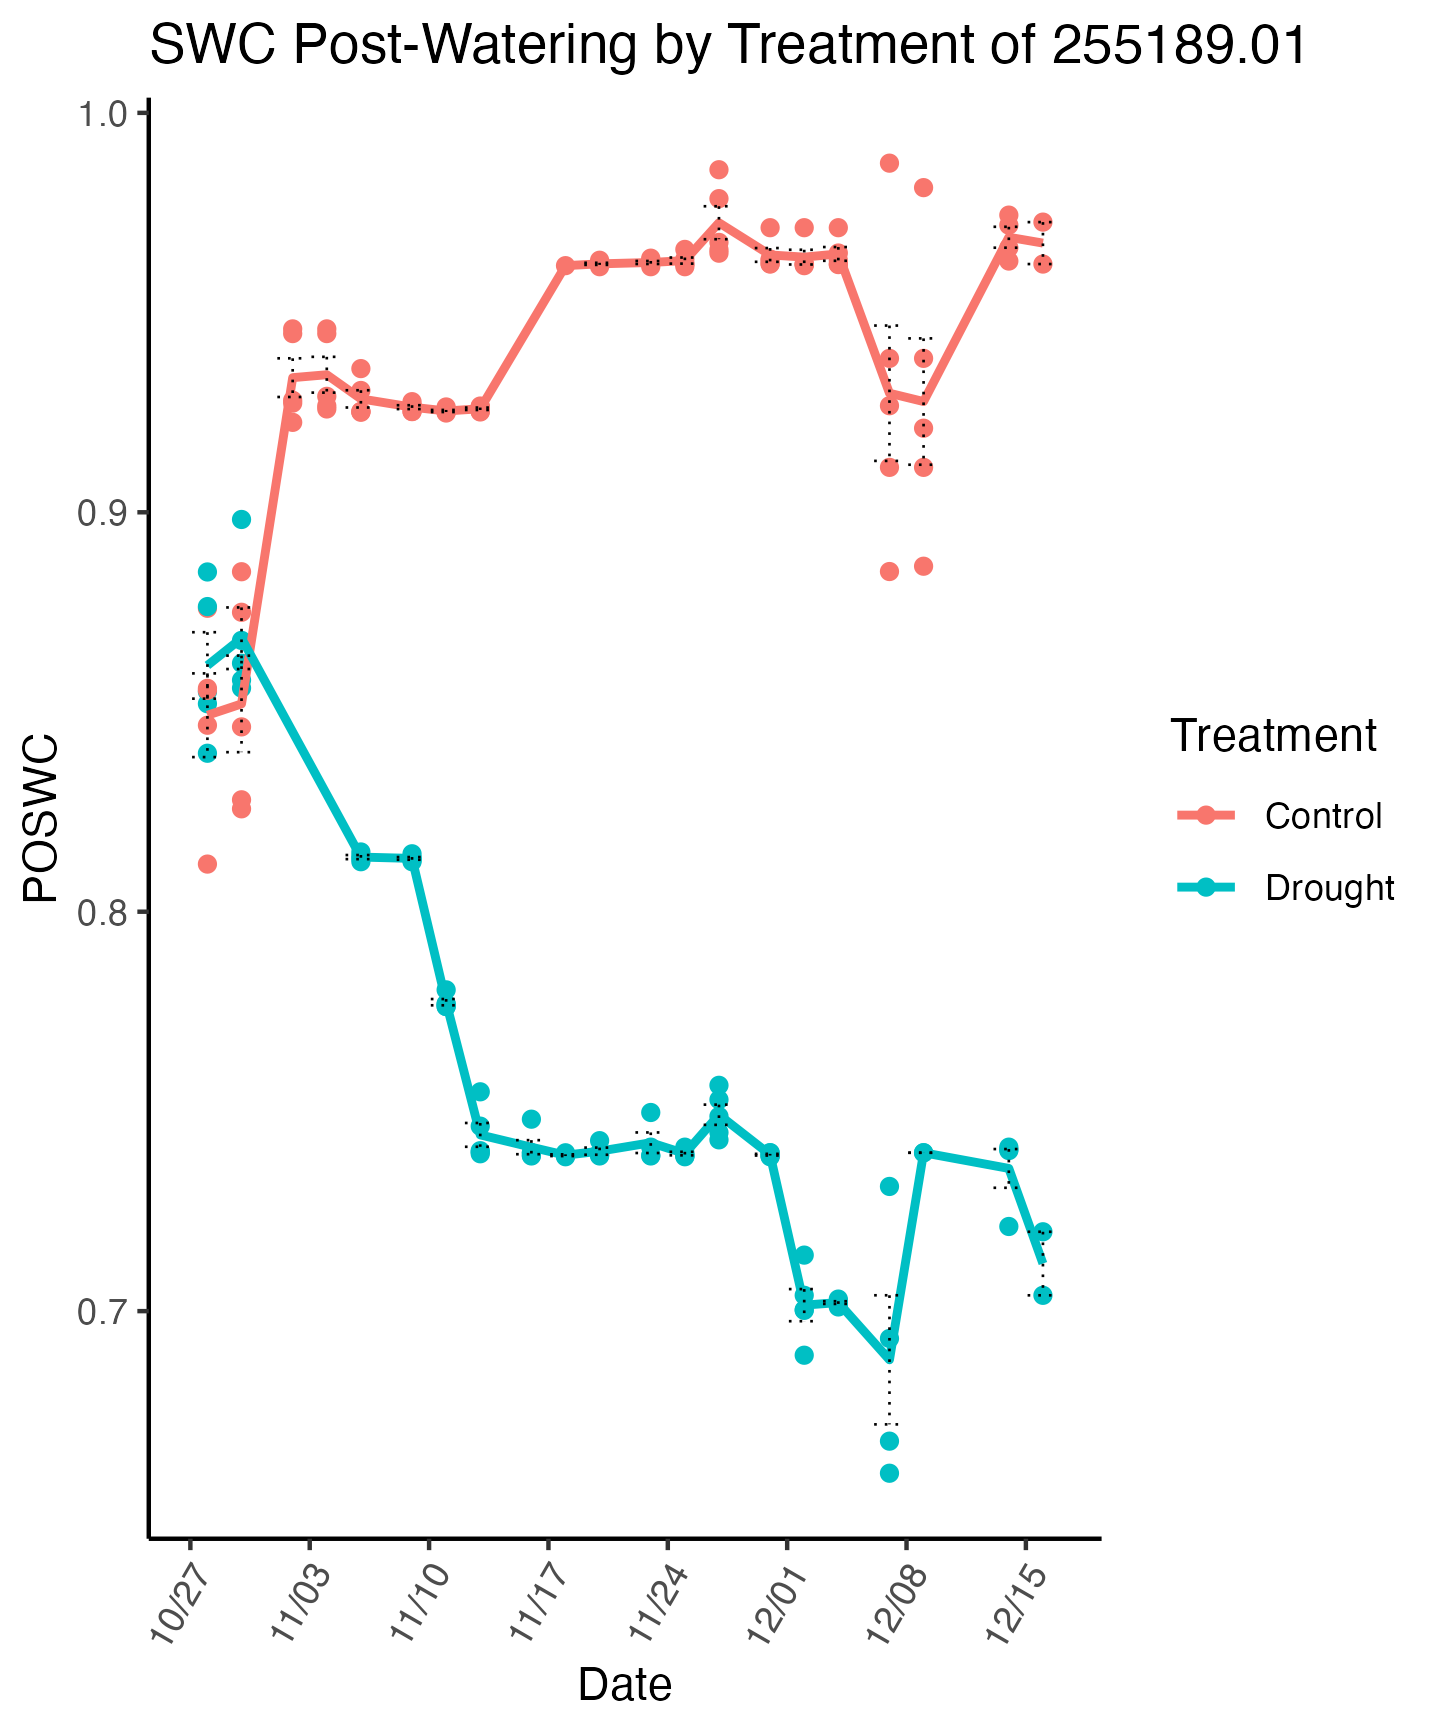 SWC Post-Watering by Treatment of 255189.01
1.0
0.9
0.8
0.7
POSWC
10/27
11/03
11/10
11/17
11/24
12/01
12/08
12/15
Date
Treatment
Control
Drought